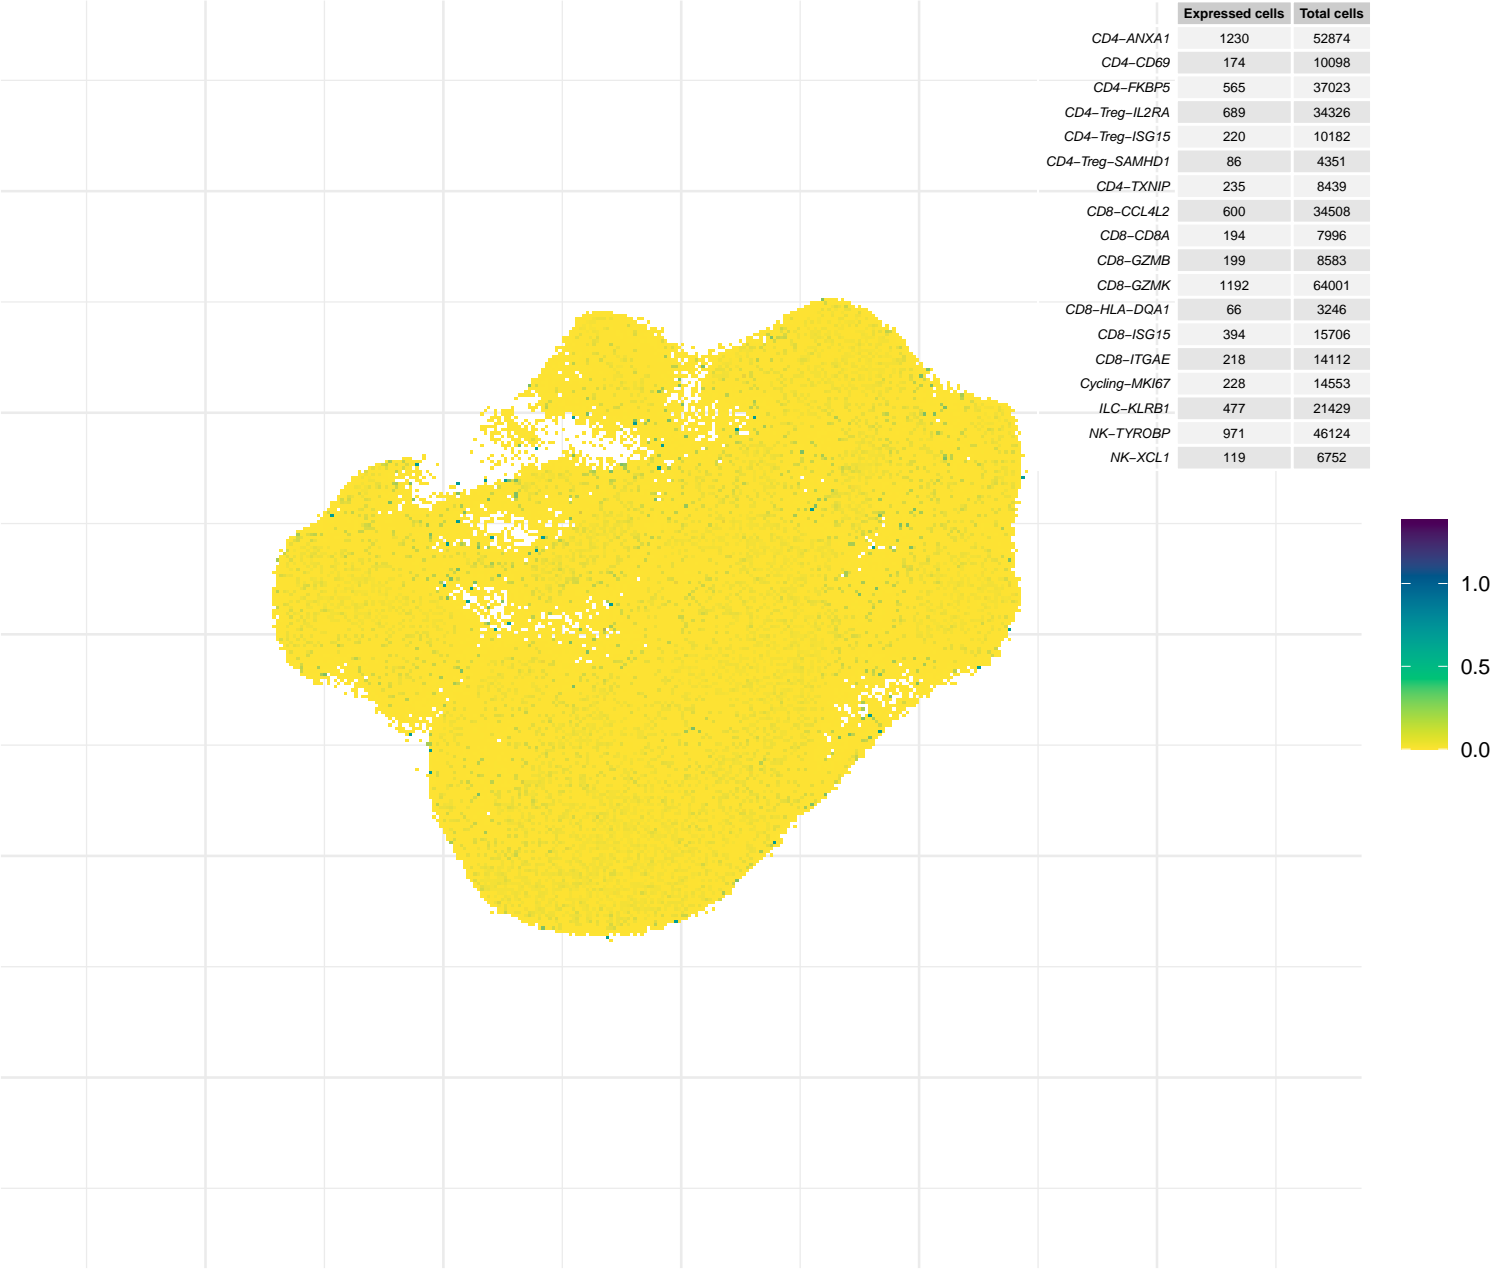 Expressed cells Total cells
CD4−ANXA1 1230 52874
CD4−CD69 174 10098
CD4−FKBP5 565 37023
CD4−Treg−IL2RA 689 34326
CD4−Treg−ISG15 220 10182
CD4−Treg−SAMHD1 86 4351
CD4−TXNIP 235 8439
CD8−CCL4L2 600 34508
CD8−CD8A 194 7996
CD8−GZMB 199 8583
CD8−GZMK 1192 64001
CD8−HLA−DQA1 66 3246
CD8−ISG15 394 15706
CD8−ITGAE 218 14112
Cycling−MKI67 228 14553
ILC−KLRB1 477 21429
NK−TYROBP 971 46124
NK−XCL1 119 6752
1.0
0.5
0.0